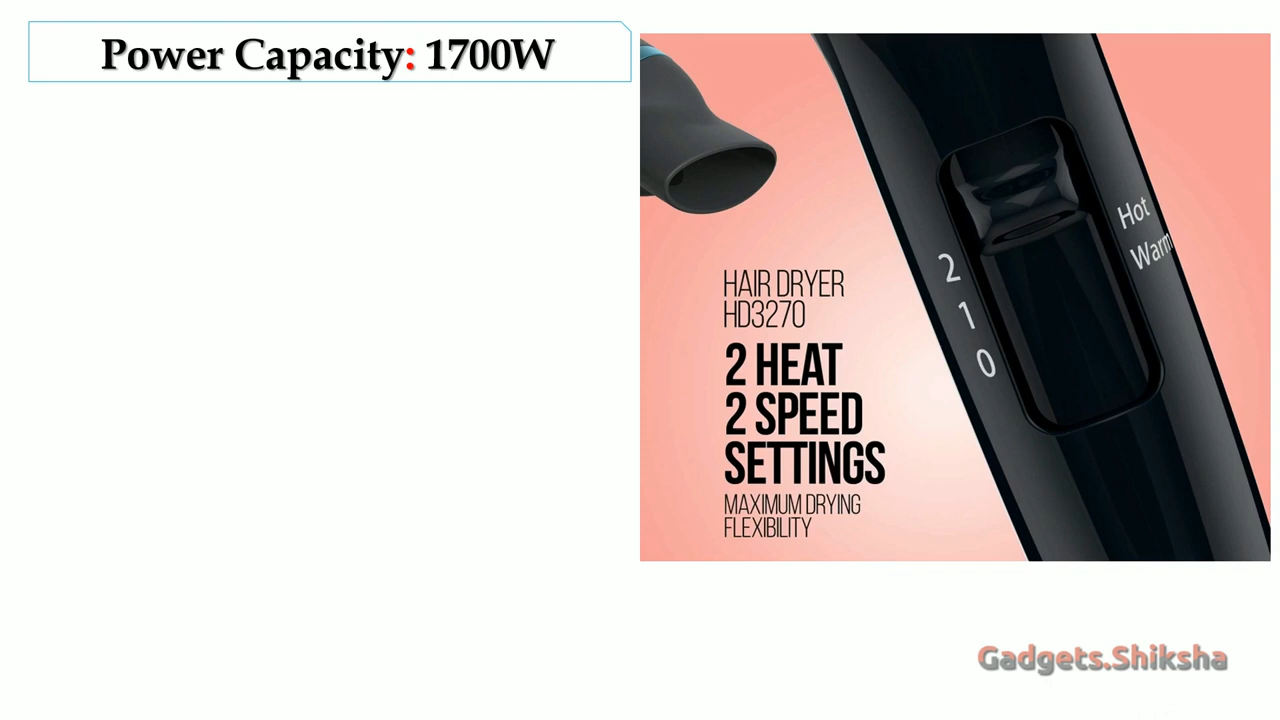 Power Capacity: 1700W
Hot
Warm
2
1
0
HAIR DRYER
HD3270
2 HEAT
2 SPEED
SETTINGS
MAXIMUM DRYING
FLEXIBILITY
Gadgets.Shiksha